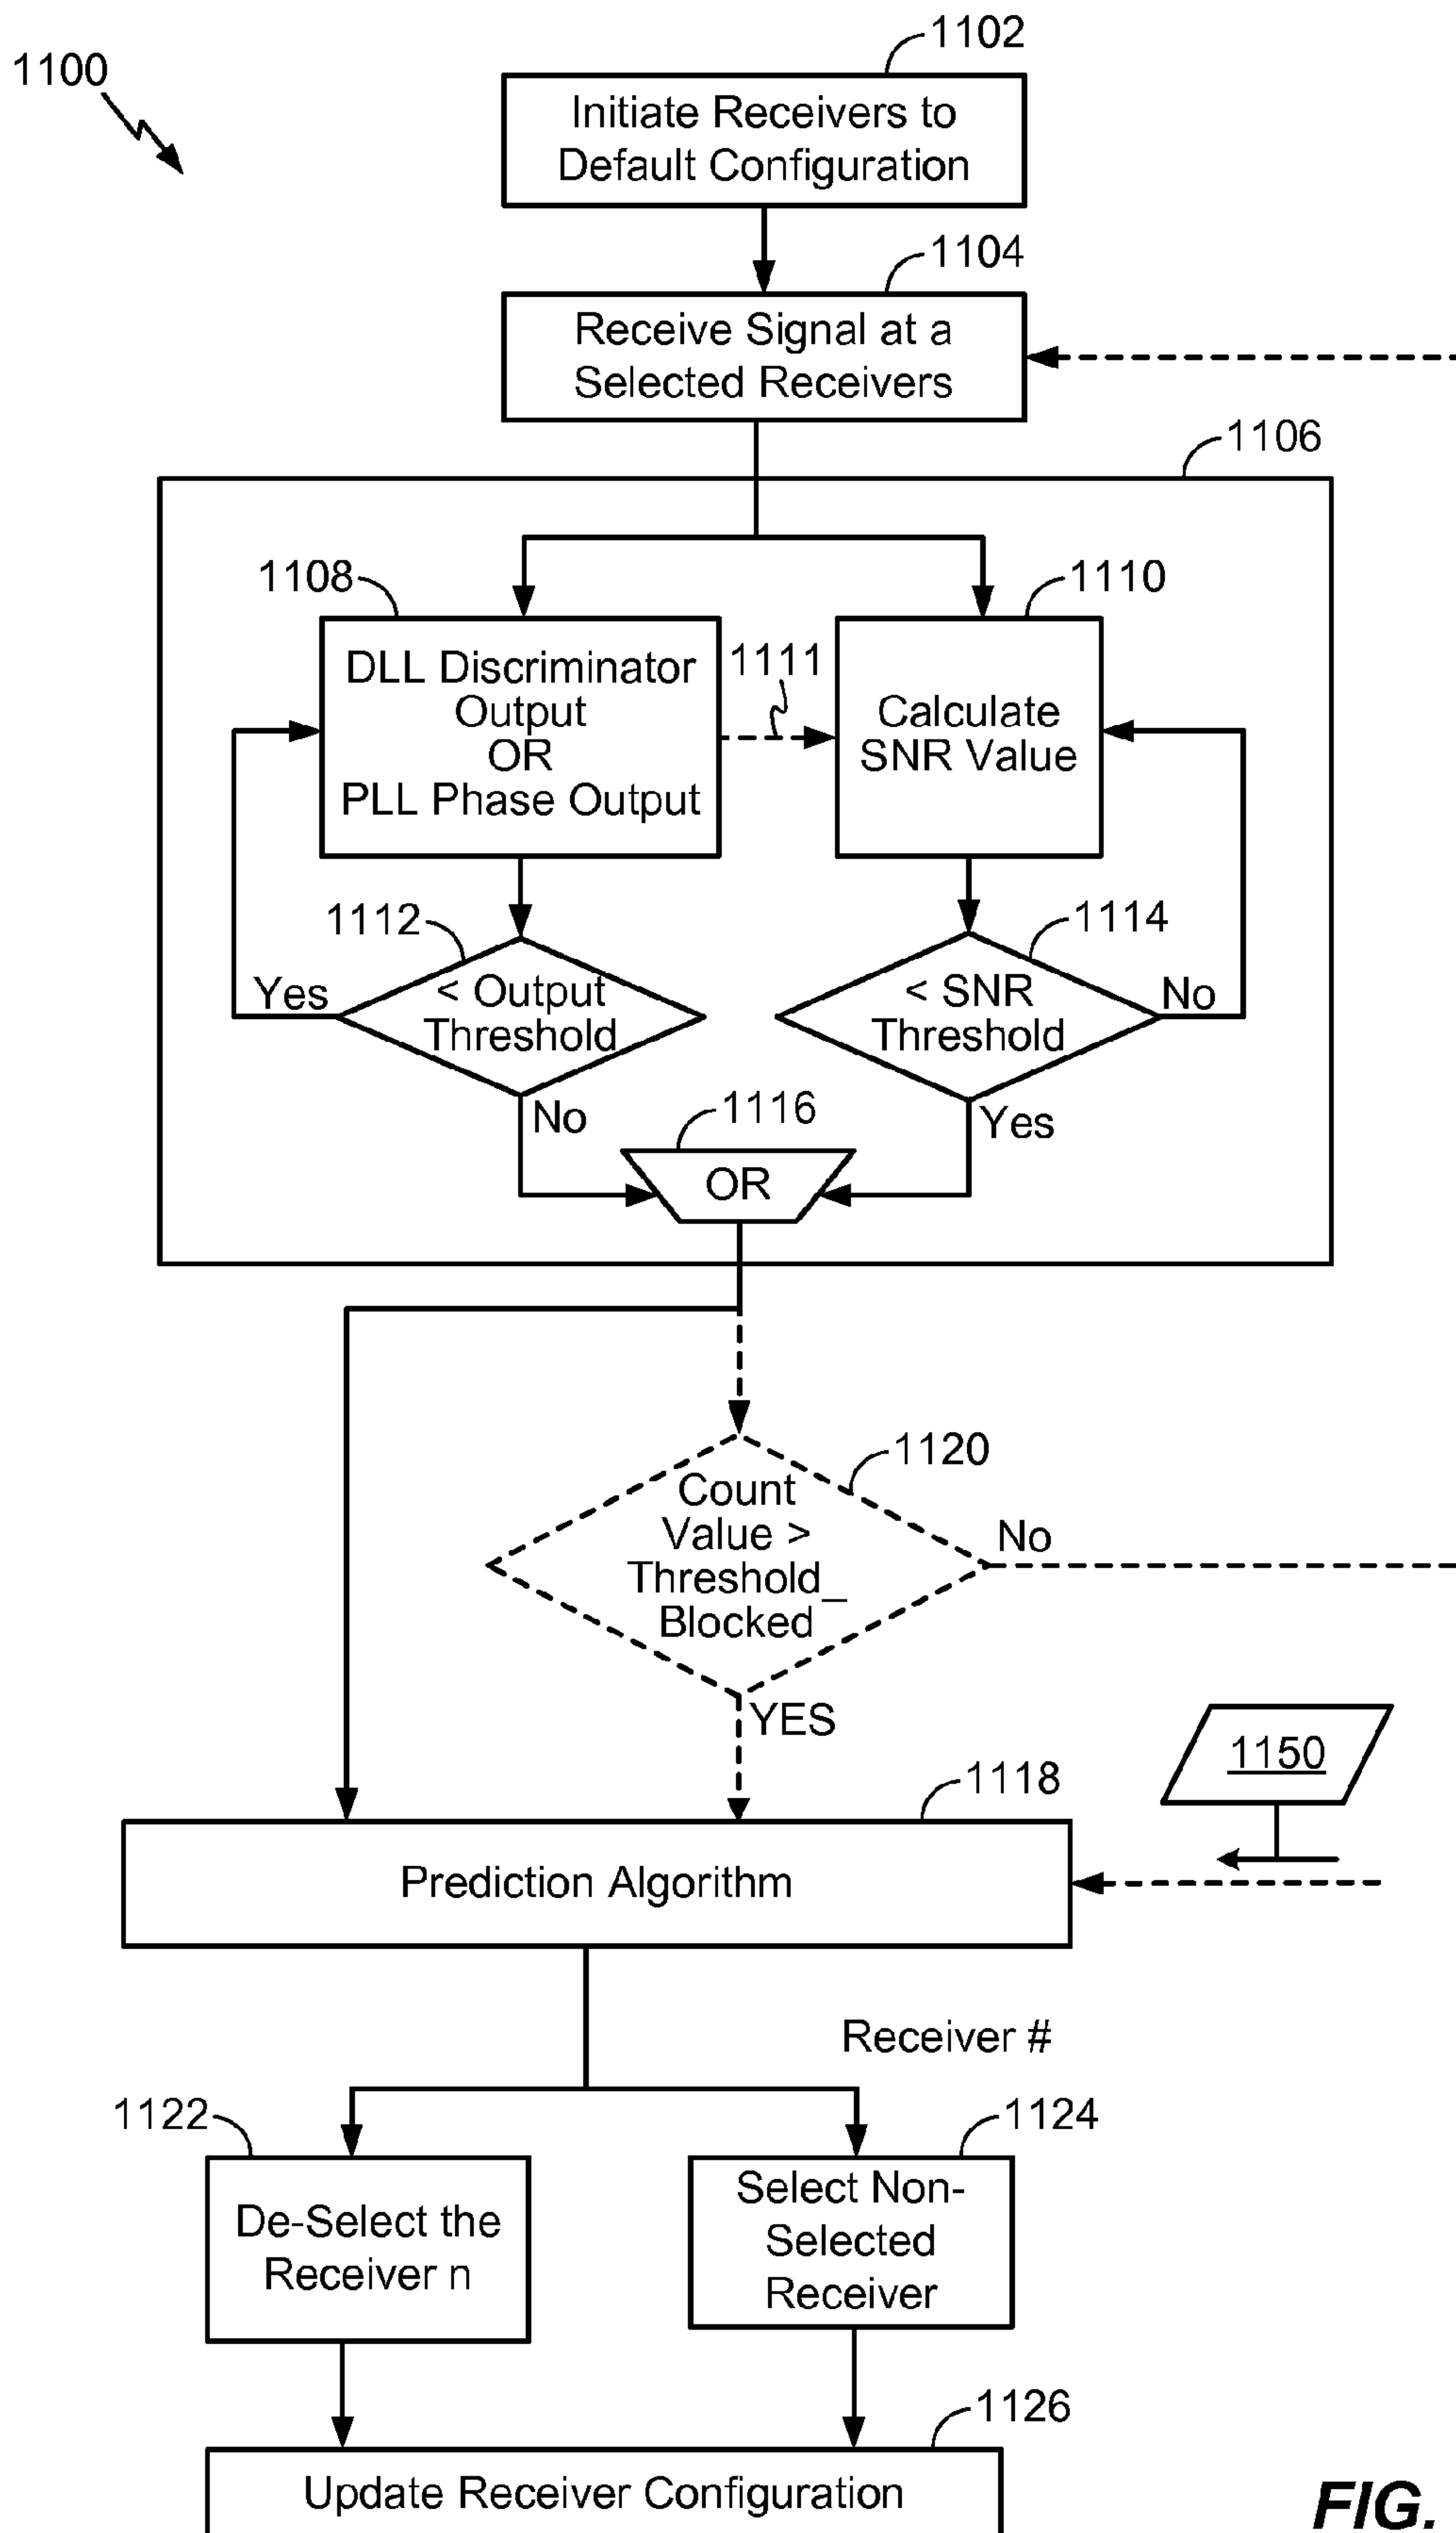 1100
1102
Initiate Receivers to
Default Configuration
1104
Receive Signal at a
Selected Receivers
1106
1108
1110
DLL Discriminator
Output
OR
PLL Phase Output
1111
Calculate
SNR Value
1112
1114
Yes
< Output
Threshold
< SNR
Threshold
No
No
1116
Yes
OR
1120
Count
Value >
Threshold_
Blocked
No
YES
1150
1118
Prediction Algorithm
Receiver #
1122
1124
De-Select the
Receiver n
Select Non-
Selected
Receiver
1126
Update Receiver Configuration
FIG.